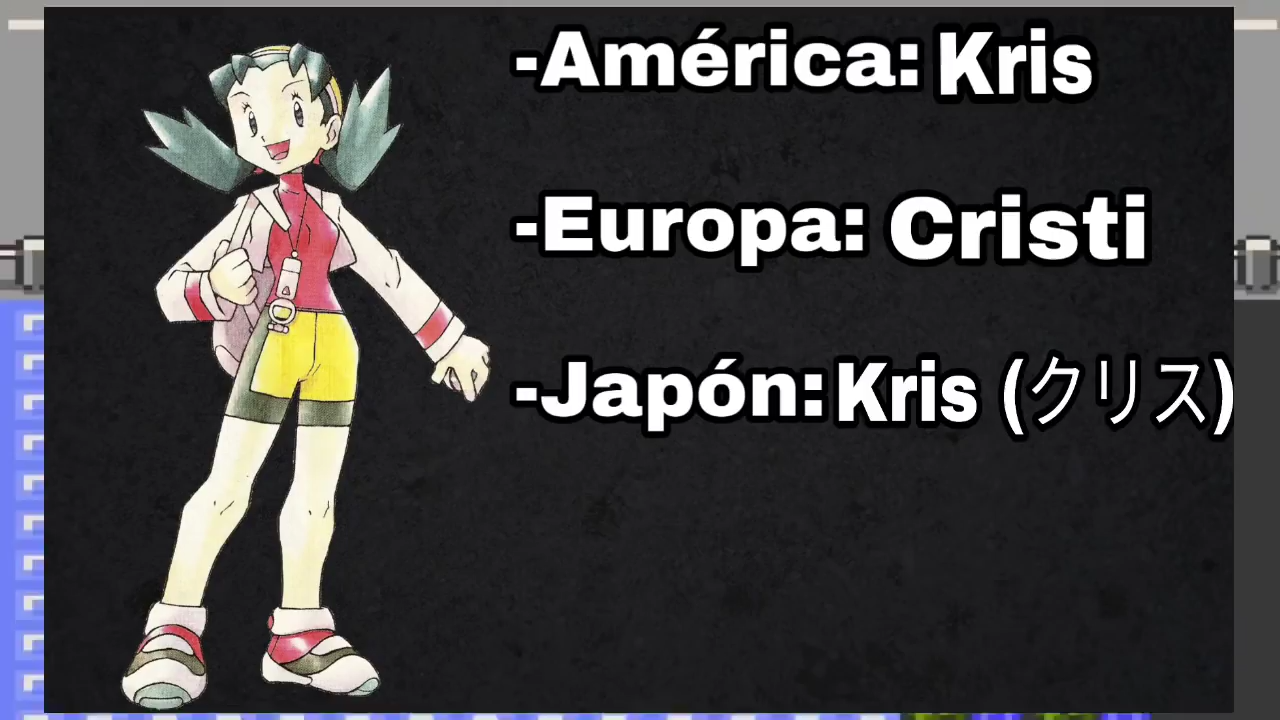 -América: Kris
-Europa: Cristi
-Japón: Kris (クリス)